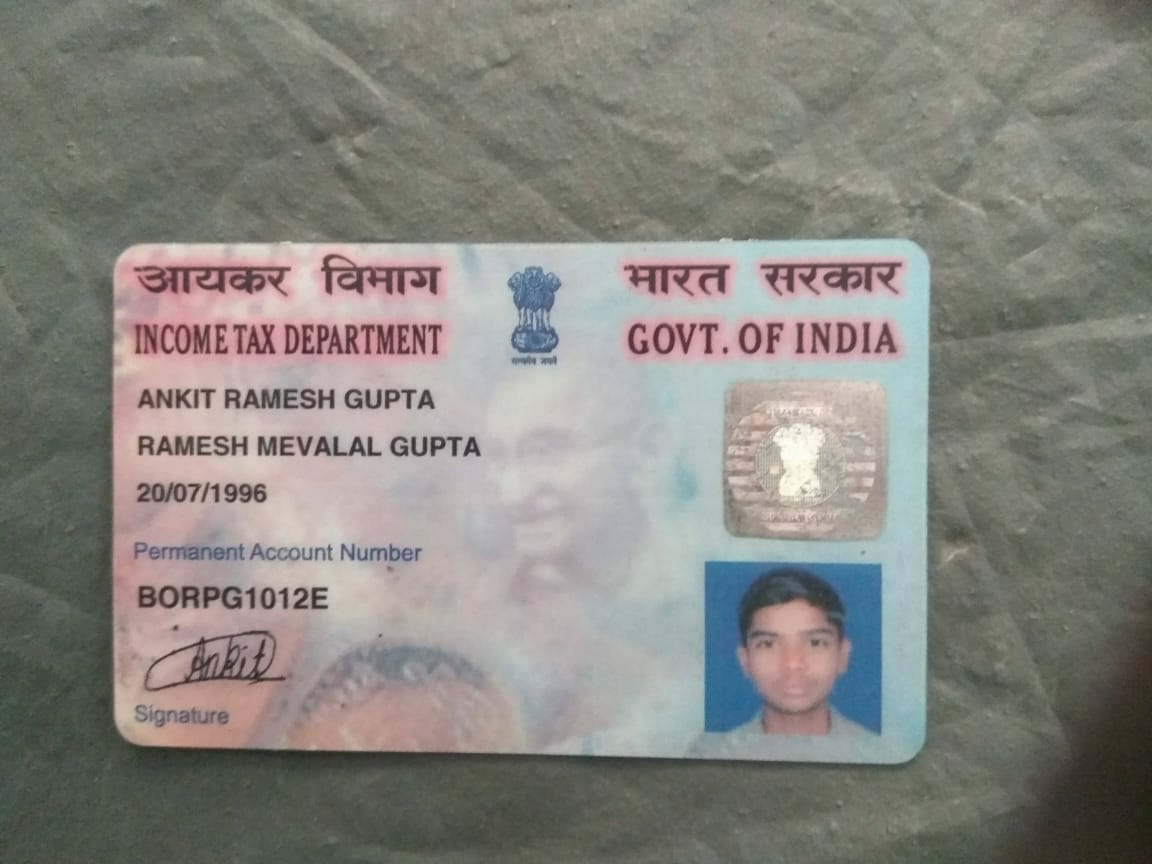 आयकर विभाग
भारत सरकार
INCOME TAX DEPARTMENT
GOVT. OF INDIA
सत्यमेव जयते
ANKIT RAMESH GUPTA
RAMESH MEVALAL GUPTA
20/07/1996
Permanent Account Number
BORPG1012E
Ankit
Signature